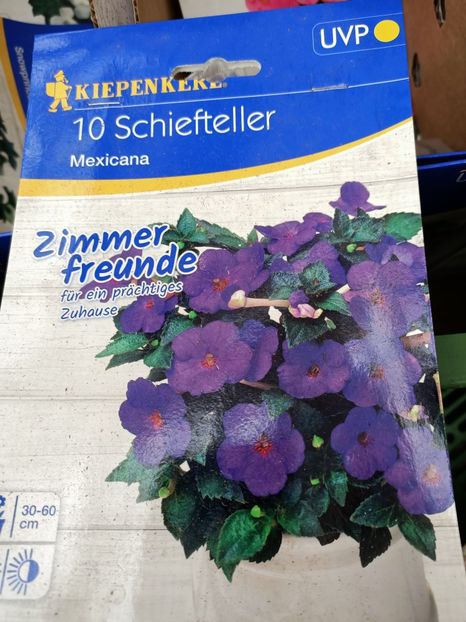 UVP
KIEPENKERL
10 Schiefteller
Mexicana
Zimmer
freunde
für ein prächtiges
Zuhause
30-60
cm